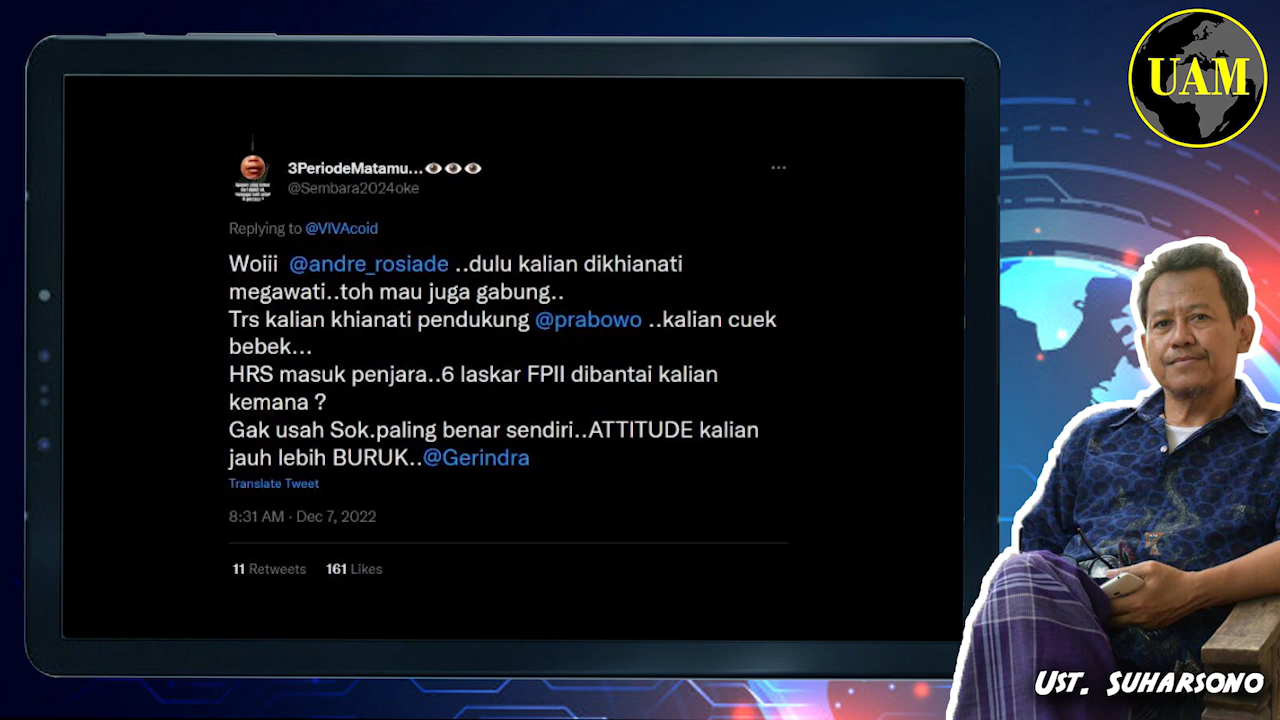 UAM
3PeriodeMatamu...👁👁👁
@Sembara2024oke
Replying to @VIVAcoid
Woiii @andre_rosiade ..dulu kalian dikhianati
megawati..toh mau juga gabung..
Trs kalian khianati pendukung @prabowo ..kalian cuek
bebek...
HRS masuk penjara..6 laskar FPII dibantai kalian
kemana ?
Gak usah Sok.paling benar sendiri..ATTITUDE kalian
jauh lebih BURUK..@Gerindra
Translate Tweet
8:31 AM · Dec 7, 2022
11 Retweets 161 Likes
UST. SUHARSONO